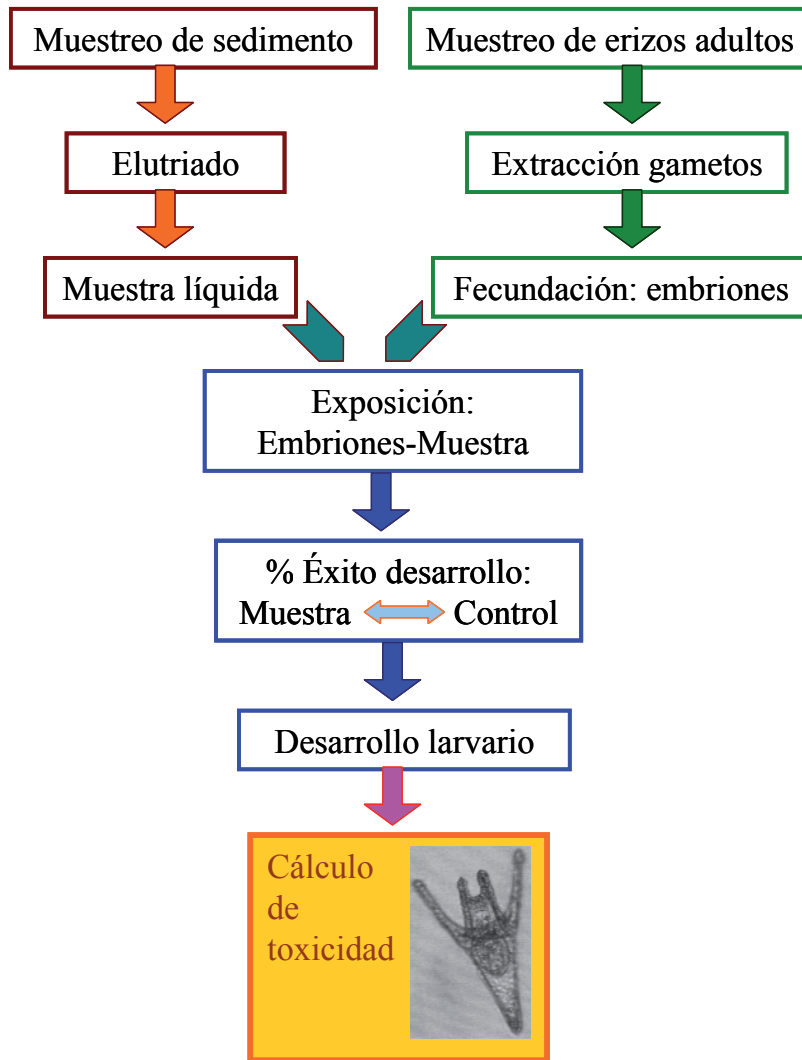 Muestreo de sedimento
Muestreo de erizos adultos
Elutriado
Extracción gametos
Muestra líquida
Fecundación: embriones
Exposición:
Embriones-Muestra
% Éxito desarrollo:
Muestra Control
Desarrollo larvario
Cálculo
de
toxicidad